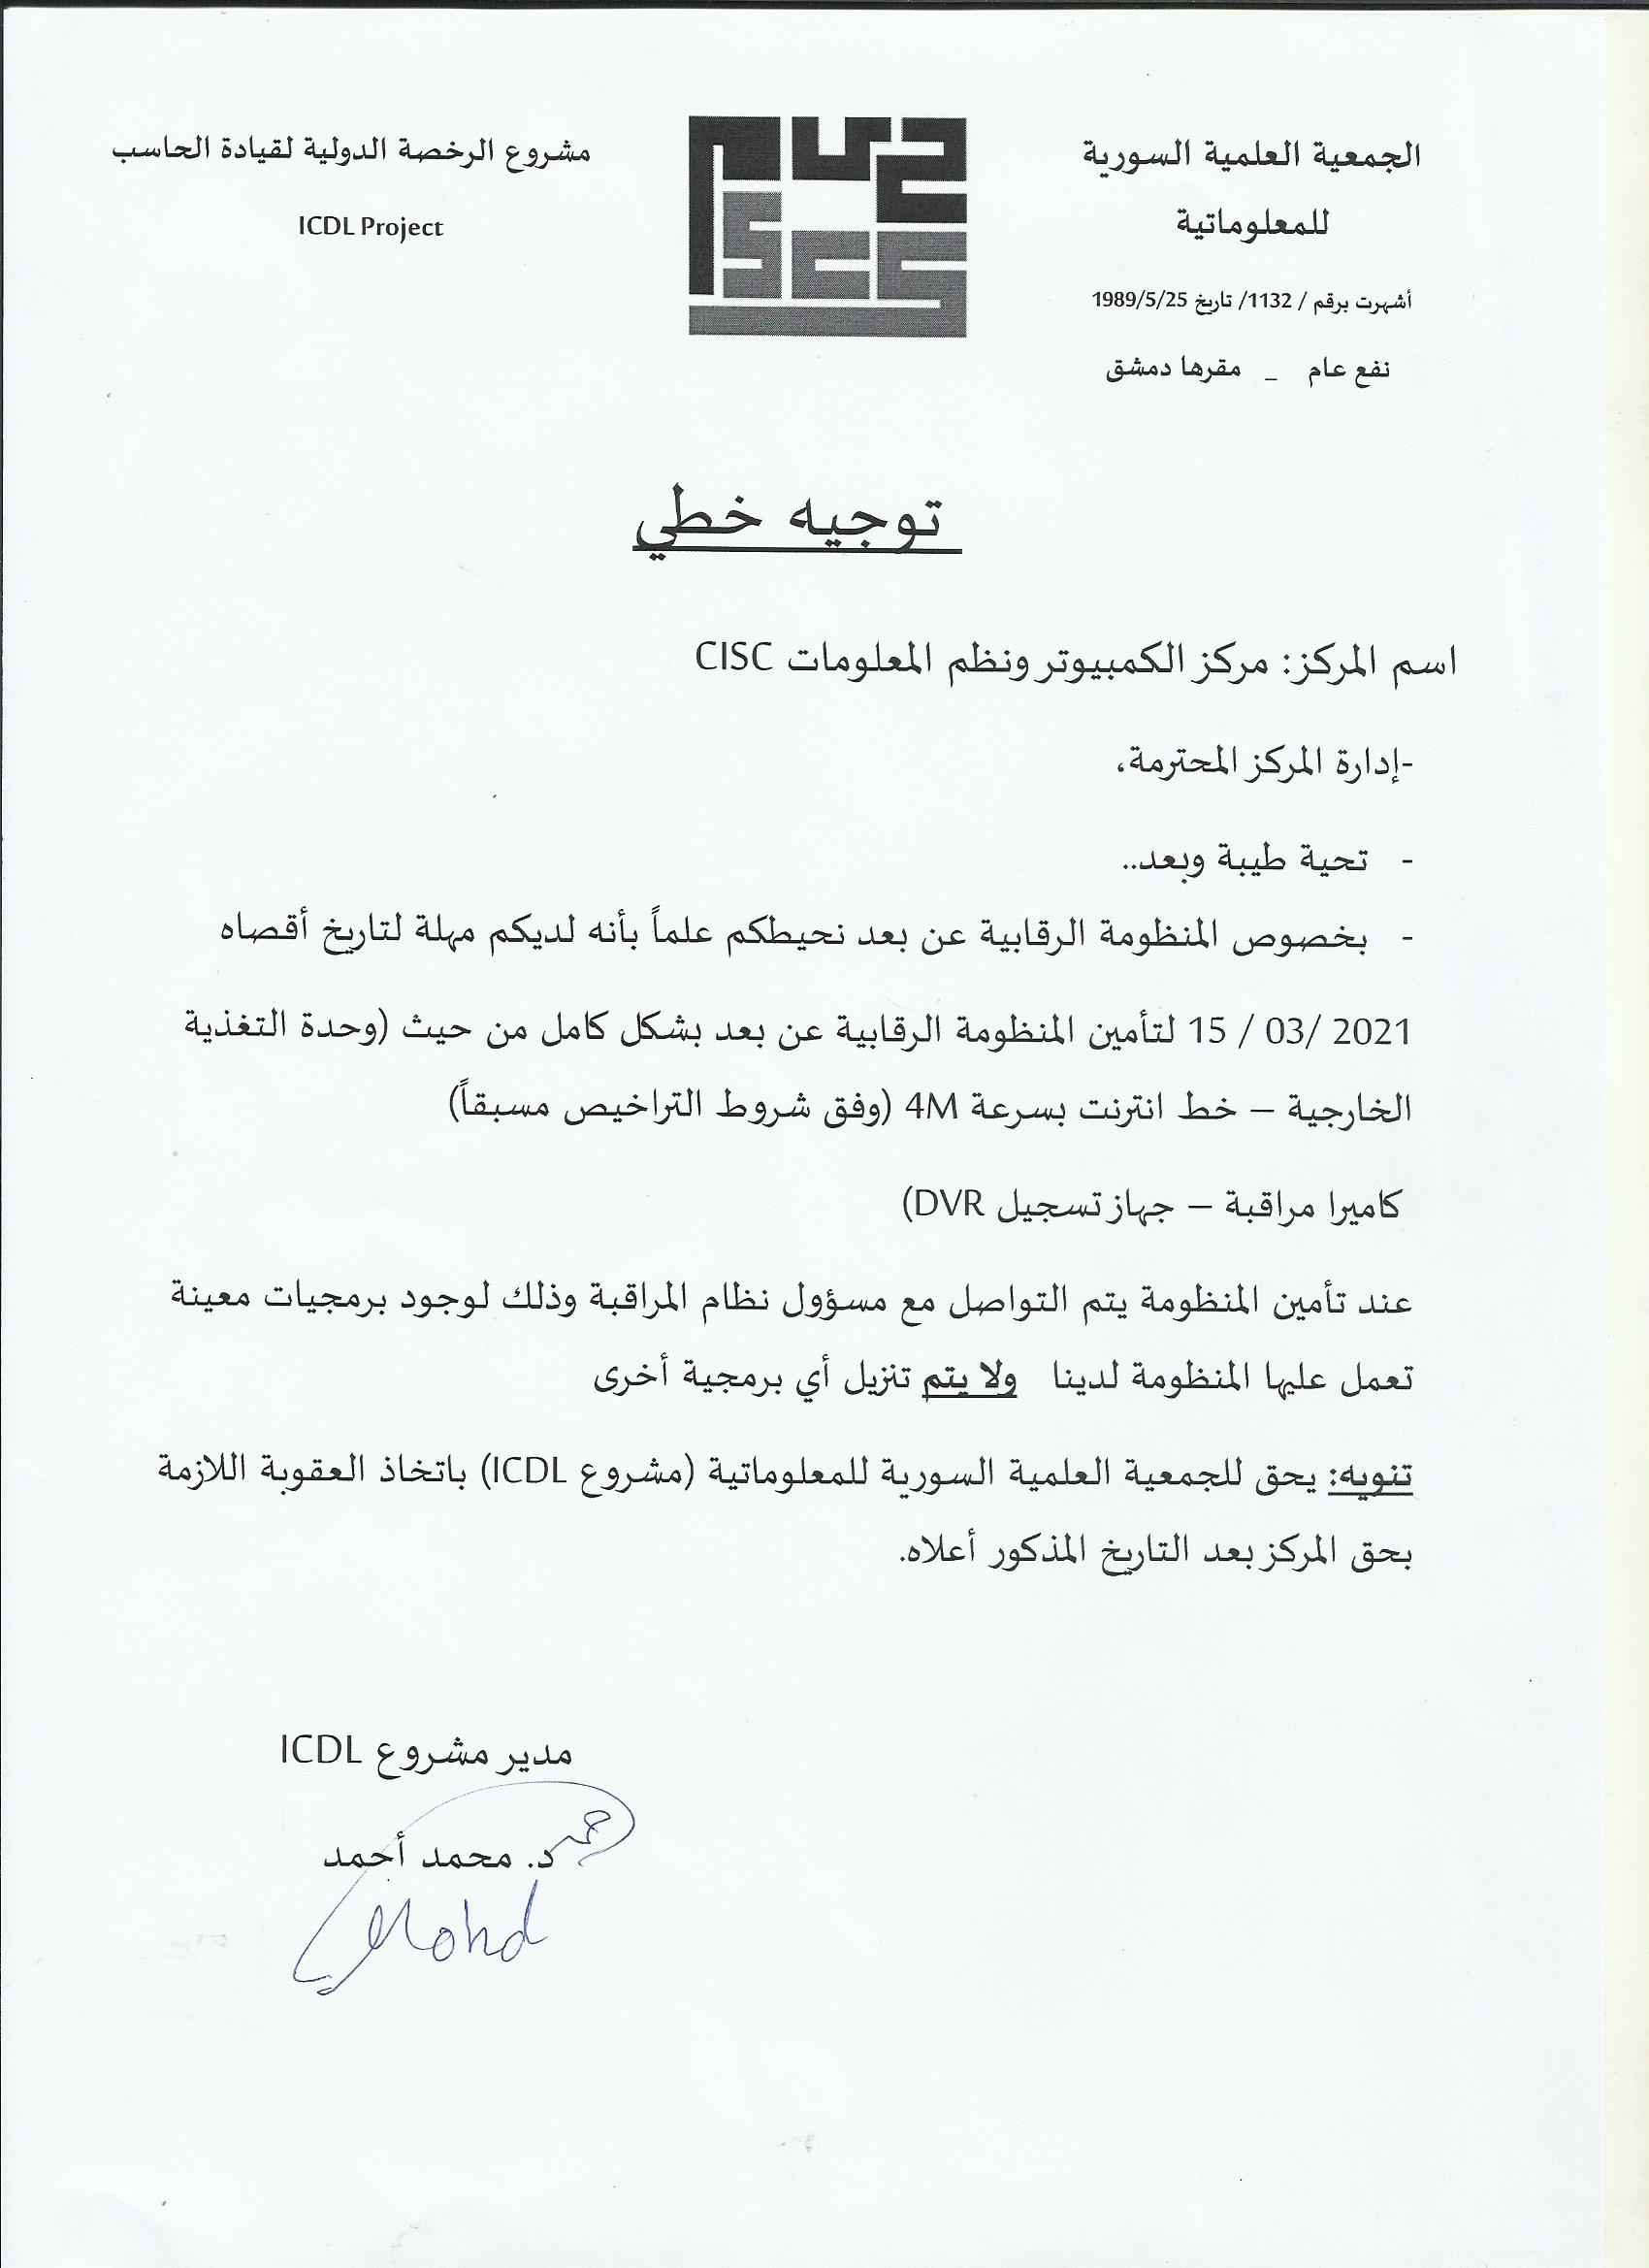 الجمعية العلمية السورية
للمعلوماتية
أشهرت برقم / 1132/ تاريخ 1989/5/25
نفع عام _ مقرها دمشق
مشروع الرخصة الدولية لقيادة الحاسب
ICDL Project
SCS
توجيه خطي
اسم المركز: مركز الكمبيوتر ونظم المعلومات CISC
-إدارة المركز المحترمة،
- تحية طيبة وبعد..
- بخصوص المنظومة الرقابية عن بعد نحيطكم علماً بأنه لديكم مهلة لتاريخ أقصاه
15 / 03/ 2021 لتأمين المنظومة الرقابية عن بعد بشكل كامل من حيث (وحدة التغذية
الخارجية – خط انترنت بسرعة 4M (وفق شروط التراخيص مسبقاً)
كاميرا مراقبة – جهاز تسجيل DVR)
عند تأمين المنظومة يتم التواصل مع مسؤول نظام المراقبة وذلك لوجود برمجيات معينة
تعمل عليها المنظومة لدينا ولا يتم تنزيل أي برمجية أخرى
تنويه: يحق للجمعية العلمية السورية للمعلوماتية (مشروع ICDL) باتخاذ العقوبة اللازمة
بحق المركز بعد التاريخ المذكور أعلاه.
مدير مشروع ICDL
د. محمد أحمد
Mohd